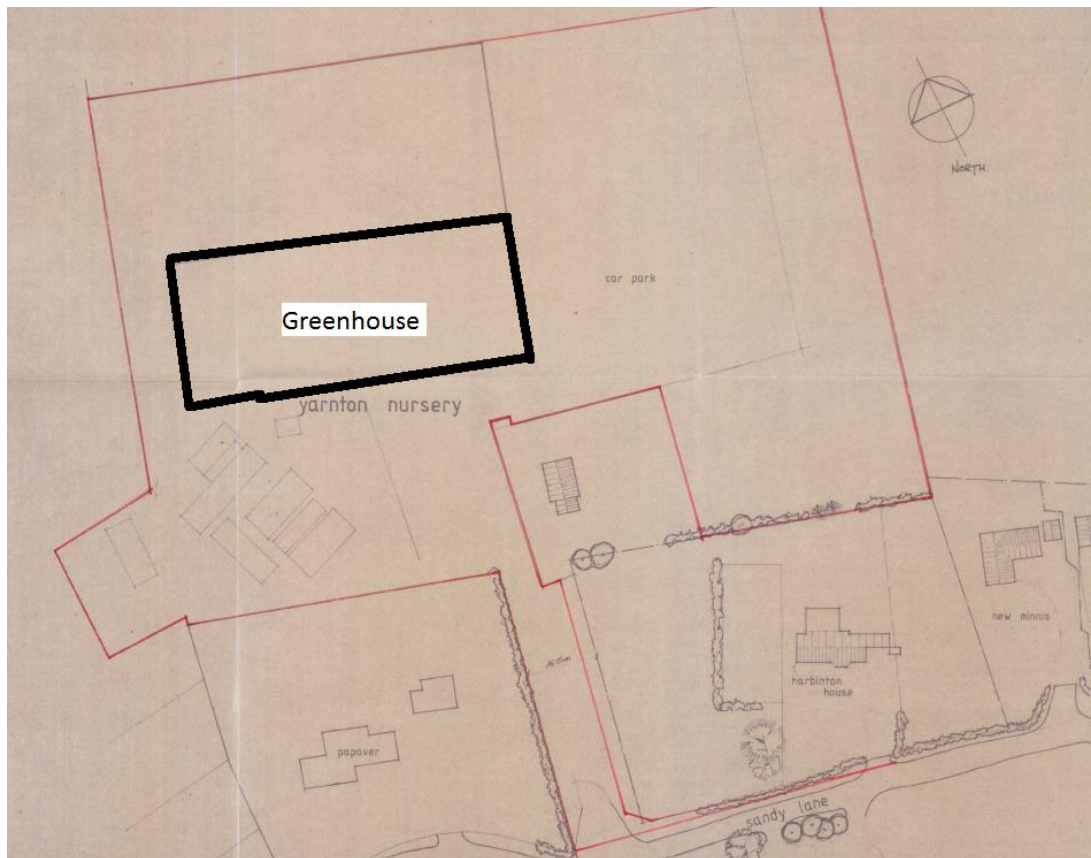 NORTH.
car park
Greenhouse
yarnton nursery
new minnis
harbinton
house
papaver
sandy lane